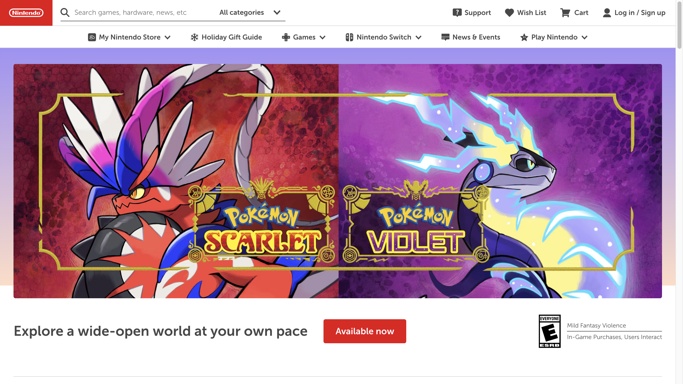 Nintendo
Search games, hardware, news, etc
All categories
Support
Wish List
Cart
Log in / Sign up
My Nintendo Store
Holiday Gift Guide
Games
Nintendo Switch
News & Events
Play Nintendo
POKéMON
SCARLET
POKéMON
VIOLET
Explore a wide-open world at your own pace
Available now
EVERYONE
E
ESRB
Mild Fantasy Violence
In-Game Purchases, Users Interact